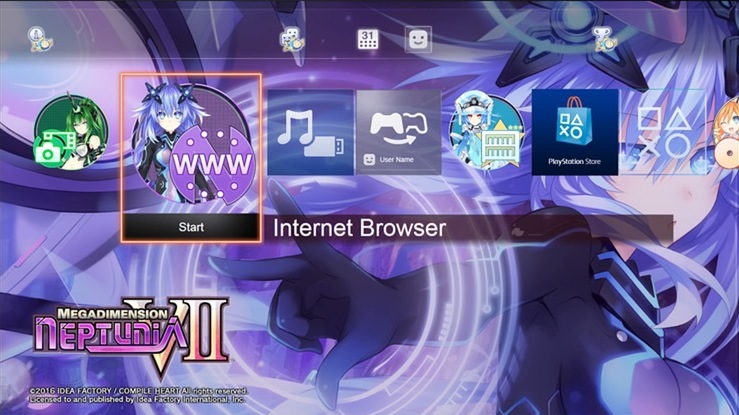 31
WWW
User Name
PlayStation Store
Start
Internet Browser
MEGADIMENSION
NEPTUNIA
VII
©2016 IDEA FACTORY / COMPILE HEART All rights reserved.
Licensed to and published by Idea Factory International, Inc.